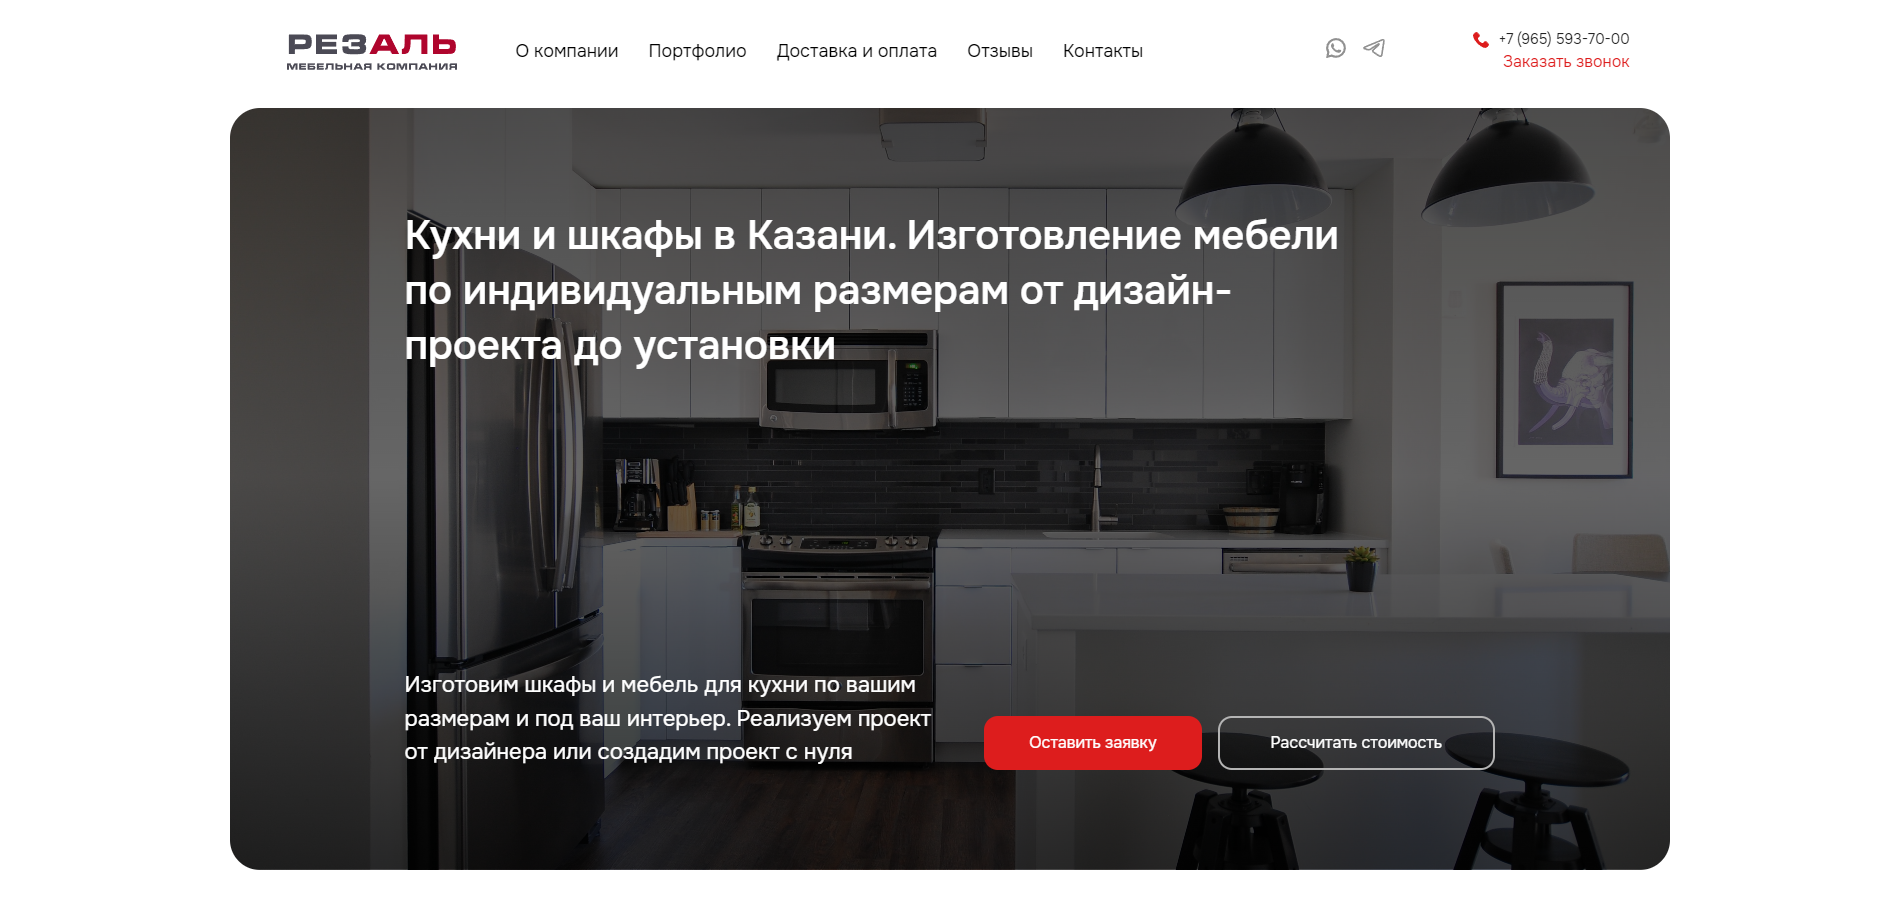 РЕЗАЛЬ
МЕБЕЛЬНАЯ КОМПАНИЯ
О компании
Портфолио
Доставка и оплата
Отзывы
Контакты
+7 (965) 593-70-00
Заказать звонок
Кухни и шкафы в Казани. Изготовление мебели
по индивидуальным размерам от дизайн-
проекта до установки
Изготовим шкафы и мебель для кухни по вашим
размерам и под ваш интерьер. Реализуем проект
от дизайнера или создадим проект с нуля
Оставить заявку
Рассчитать стоимость